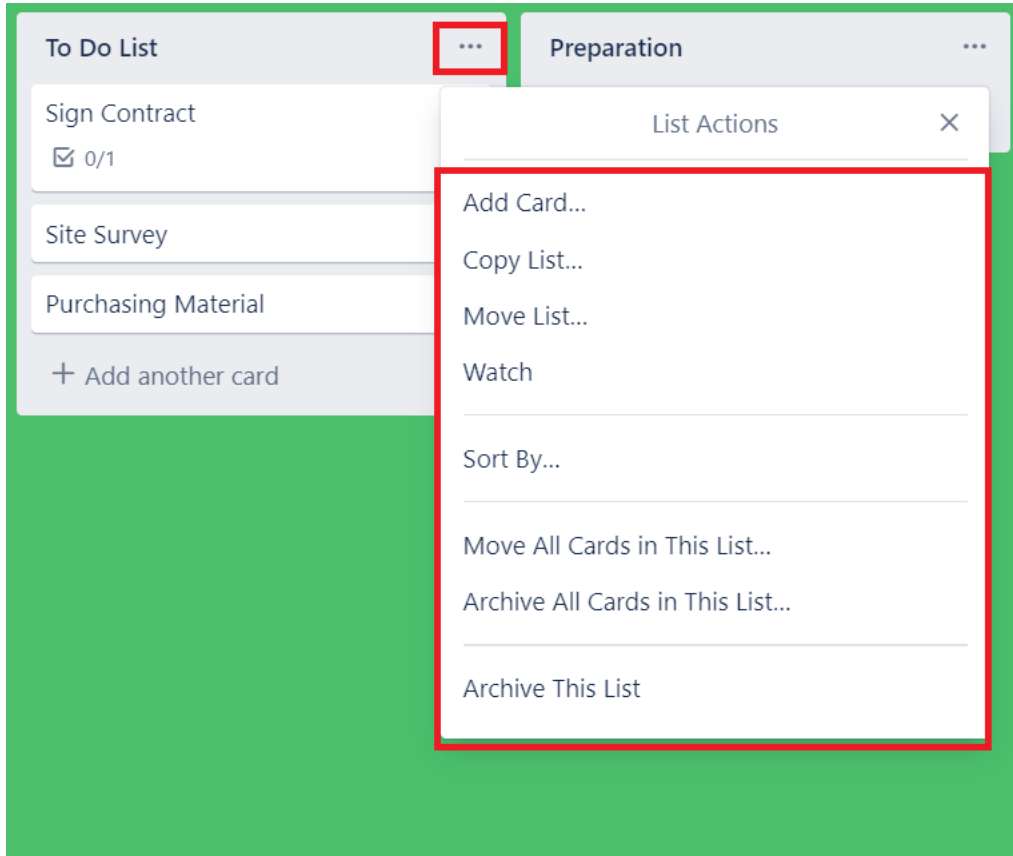 To Do List
...
Preparation
...
Sign Contract
0/1
Site Survey
Purchasing Material
+ Add another card
List Actions
Add Card...
Copy List...
Move List...
Watch
Sort By...
Move All Cards in This List...
Archive All Cards in This List...
Archive This List